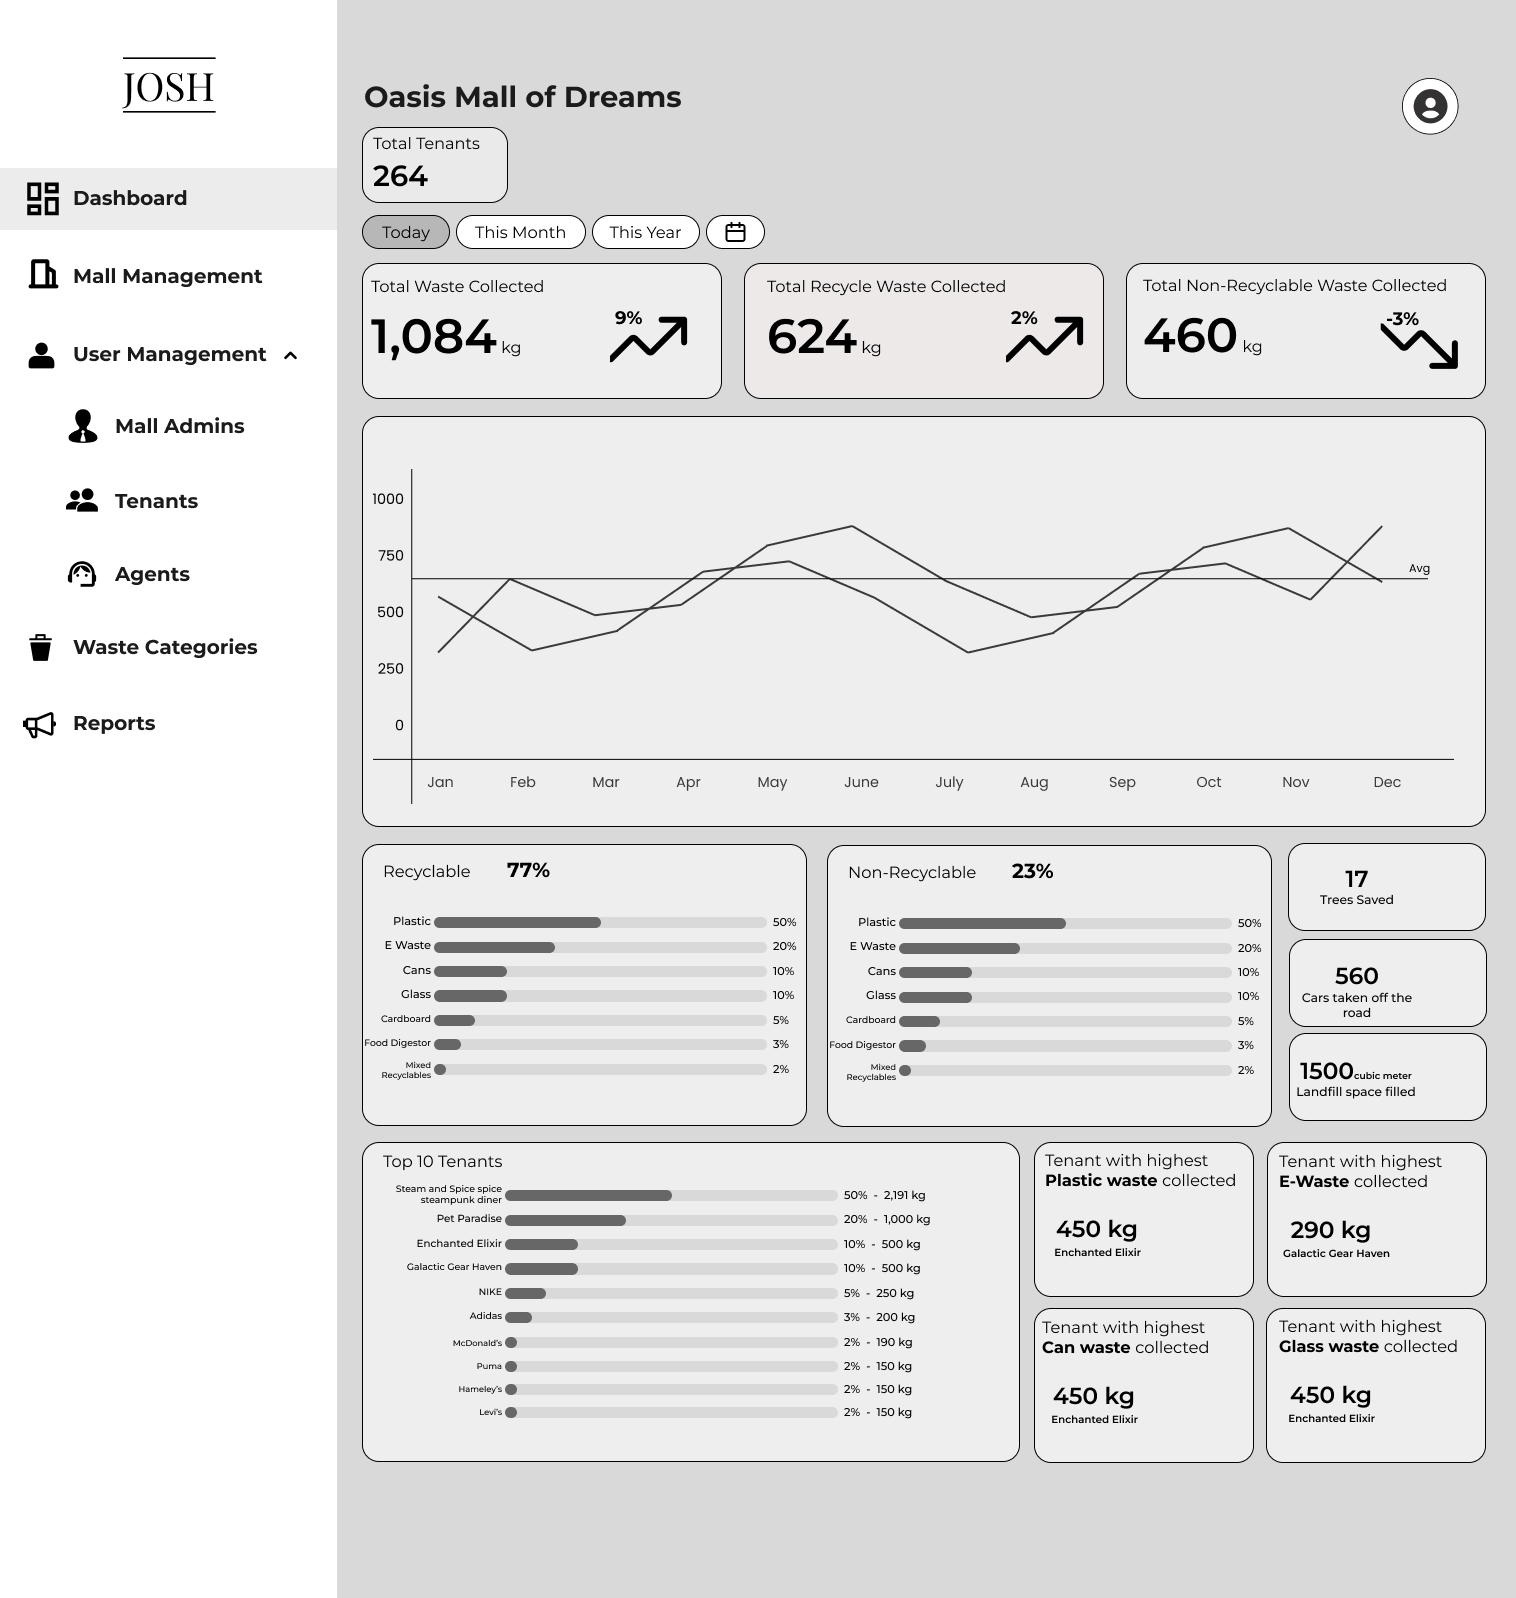 JOSH
Dashboard
Mall Management
User Management
Mall Admins
Tenants
Agents
Waste Categories
Reports
Oasis Mall of Dreams
Total Tenants
264
Today
This Month
This Year
Total Waste Collected
1,084 kg
9%
Total Recycle Waste Collected
624 kg
2%
Total Non-Recyclable Waste Collected
460 kg
-3%
1000
750
500
250
0
Avg
Jan Feb Mar Apr May June July Aug Sep Oct Nov Dec
Recyclable 77%
Plastic 50%
E Waste 20%
Cans 10%
Glass 10%
Cardboard 5%
Food Digestor 3%
Mixed
Recyclables 2%
Non-Recyclable 23%
Plastic 50%
E Waste 20%
Cans 10%
Glass 10%
Cardboard 5%
Food Digestor 3%
Mixed
Recyclables 2%
17
Trees Saved
560
Cars taken off the
road
1500cubic meter
Landfill space filled
Top 10 Tenants
Steam and Spice spice
steampunk diner 50% - 2,191 kg
Pet Paradise 20% - 1,000 kg
Enchanted Elixir 10% - 500 kg
Galactic Gear Haven 10% - 500 kg
NIKE 5% - 250 kg
Adidas 3% - 200 kg
McDonald's 2% - 190 kg
Puma 2% - 150 kg
Hameley's 2% - 150 kg
Levi's 2% - 150 kg
Tenant with highest
Plastic waste collected
450 kg
Enchanted Elixir
Tenant with highest
E-Waste collected
290 kg
Galactic Gear Haven
Tenant with highest
Can waste collected
450 kg
Enchanted Elixir
Tenant with highest
Glass waste collected
450 kg
Enchanted Elixir